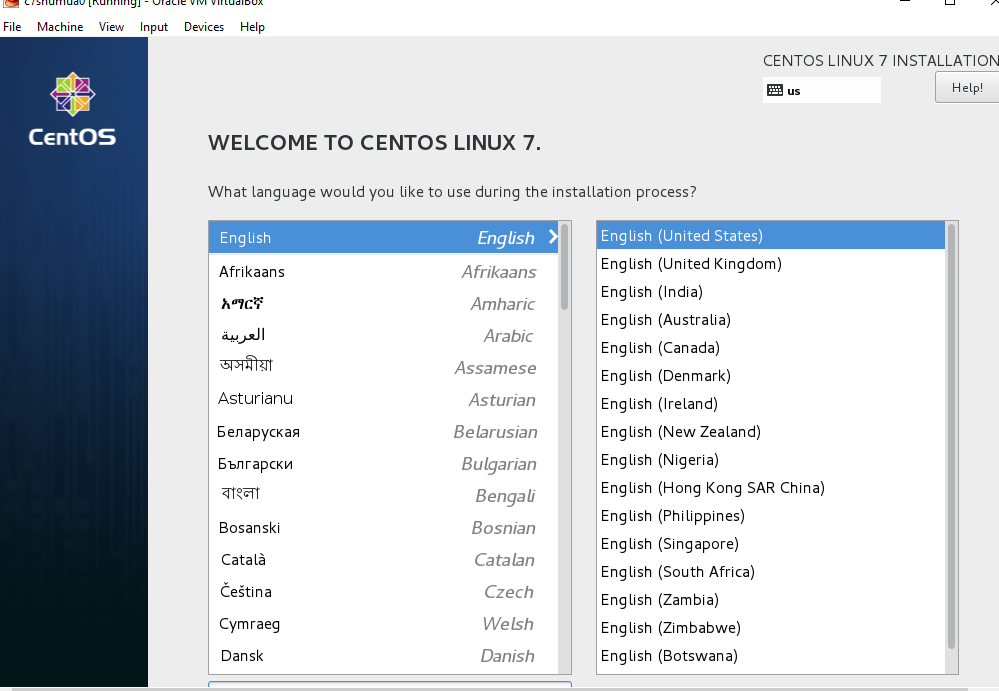 [Running] - Oracle VM VirtualBox
File Machine View Input Devices Help
CentOS
CENTOS LINUX 7 INSTALLATION
us
Help!
WELCOME TO CENTOS LINUX 7.
What language would you like to use during the installation process?
English English
Afrikaans Afrikaans
አማርኛ Amharic
العربية Arabic
অসমীয়া Assamese
Asturianu Asturian
Беларуская Belarusian
Български Bulgarian
বাংলা Bengali
Bosanski Bosnian
Català Catalan
Čeština Czech
Cymraeg Welsh
Dansk Danish
English (United States)
English (United Kingdom)
English (India)
English (Australia)
English (Canada)
English (Denmark)
English (Ireland)
English (New Zealand)
English (Nigeria)
English (Hong Kong SAR China)
English (Philippines)
English (Singapore)
English (South Africa)
English (Zambia)
English (Zimbabwe)
English (Botswana)